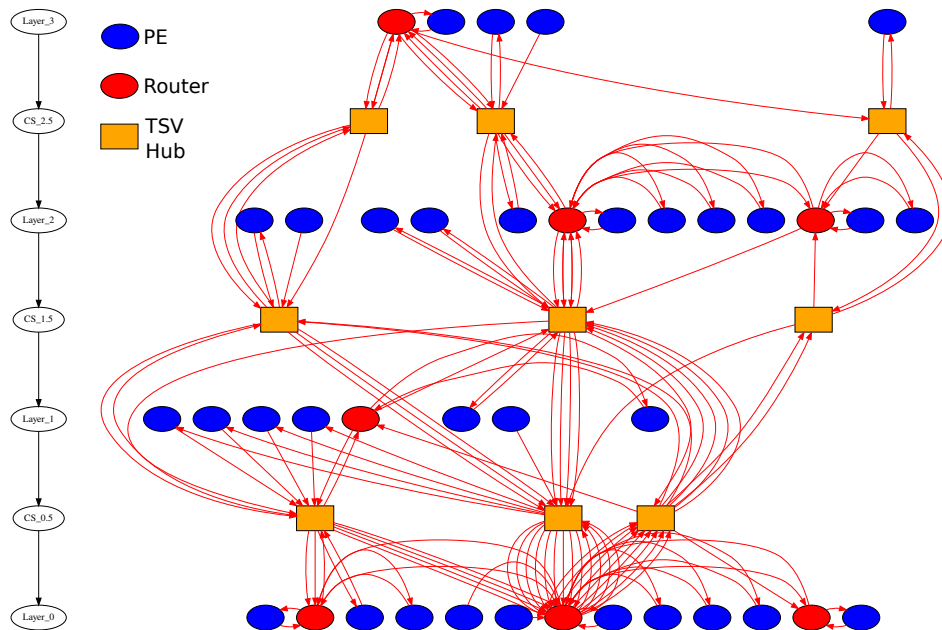 Layer_3
PE
Router
CS_2.5
TSV
Hub
Layer_2
CS_1.5
Layer_1
CS_0.5
Layer_0